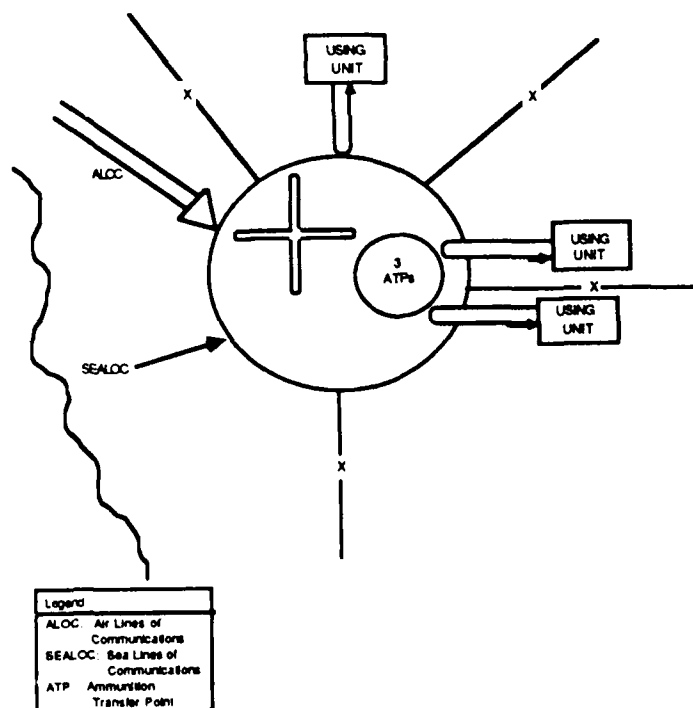 USING
UNIT
X
X
ALOC
3
ATPs
USING
UNIT
X
USING
UNIT
SEALOC
X
Legend
ALOC: Air Lines of
Communications
SEALOC: Sea Lines of
Communications
ATP Ammunition
Transfer Point